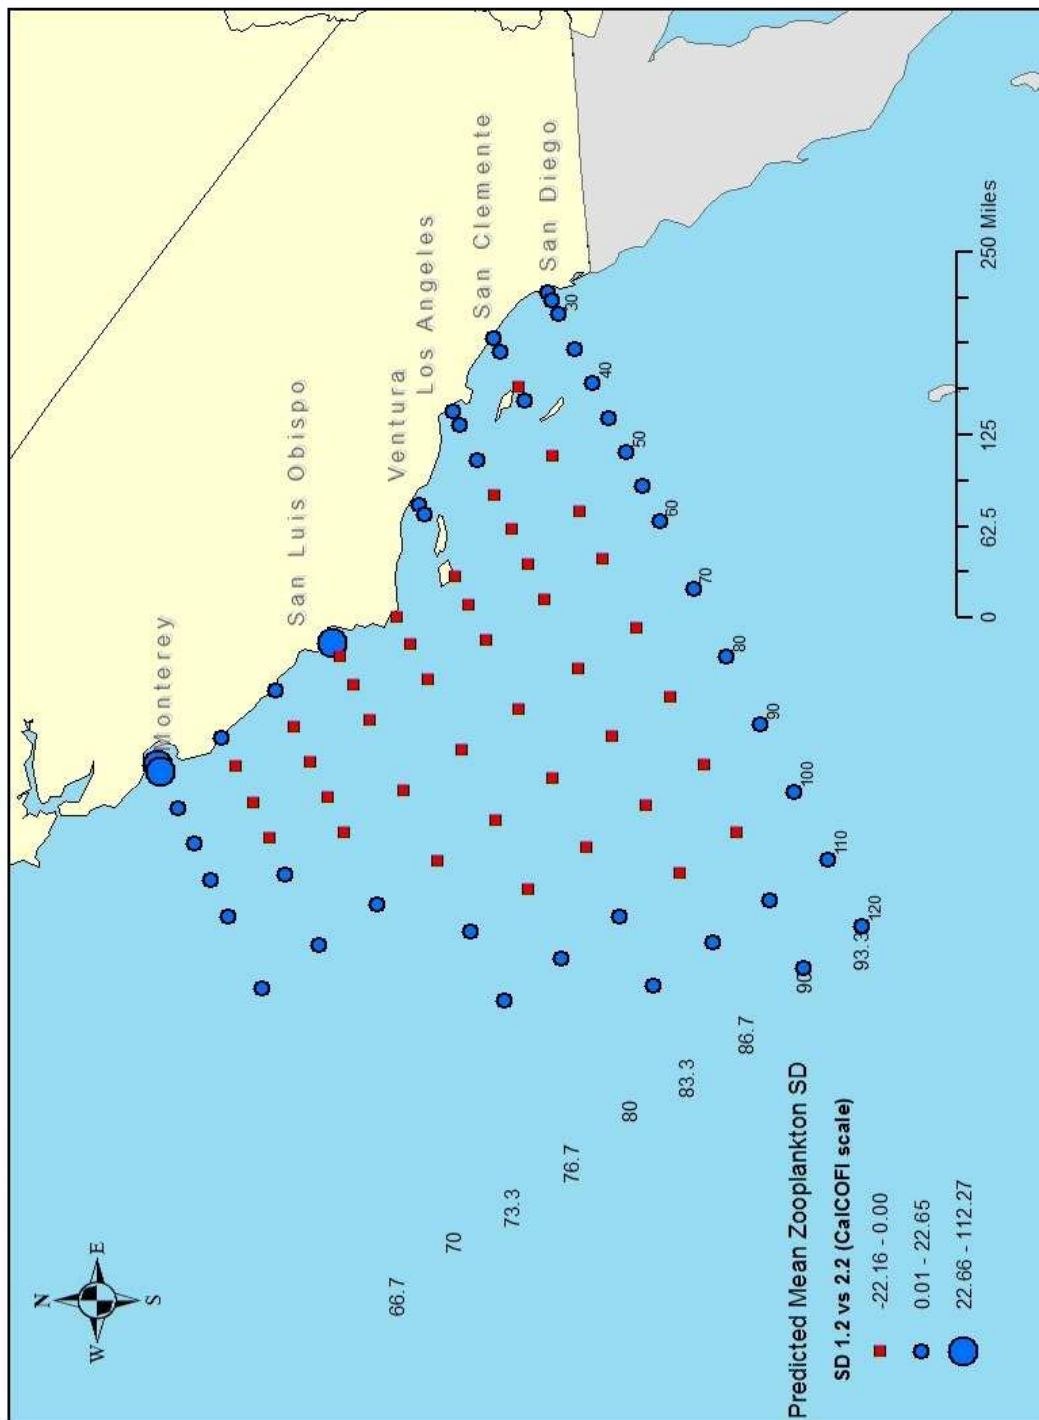 N
W
E
S
Monterey
San Luis Obispo
Ventura
Los Angeles
San Clemente
San Diego
30
40
50
60
70
80
90
100
110
120
66.7
70
73.3
76.7
80
83.3
86.7
90
93.3
Predicted Mean Zooplankton SD
SD 1.2 vs 2.2 (CalCOFI scale)
-22.16 - 0.00
0.01 - 22.65
22.66 - 112.27
0 62.5 125 250 Miles